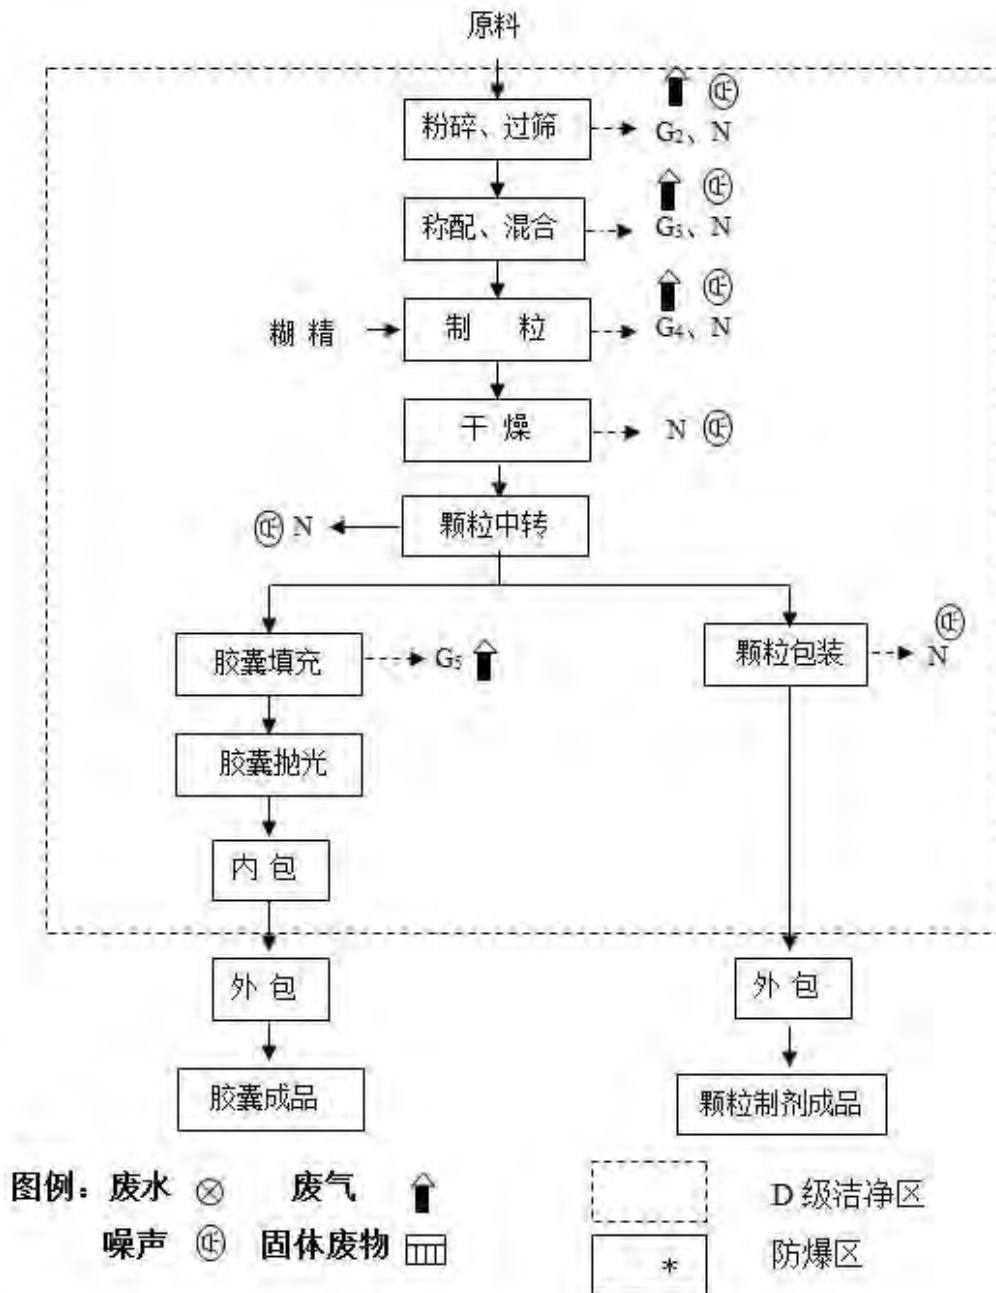 原料
粉碎、过筛
G2、N
称配、混合
G3、N
糊 精
制 粒
G4、N
干 燥
N
颗粒中转
N
胶囊填充
G5
颗粒包装
N
胶囊抛光
内 包
外 包
外 包
胶囊成品
颗粒制剂成品
图例：废水 废气
D 级洁净区
噪声 固体废物
* 防爆区